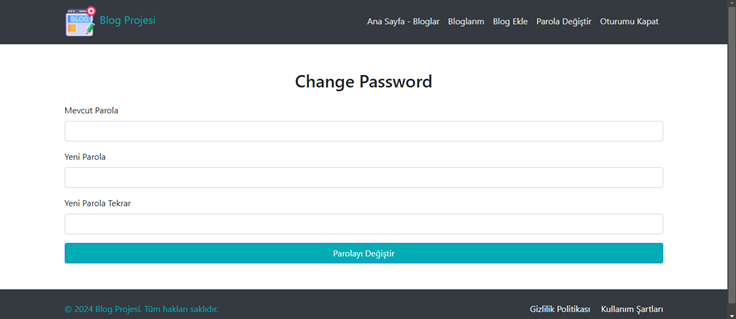 BLOG
Blog Projesi
Ana Sayfa - Bloglar Bloglarım Blog Ekle Parola Değiştir Oturumu Kapat
Change Password
Mevcut Parola
Yeni Parola
Yeni Parola Tekrar
Parolayı Değiştir
© 2024 Blog Projesi. Tüm hakları saklıdır.
Gizlilik Politikası Kullanım Şartları